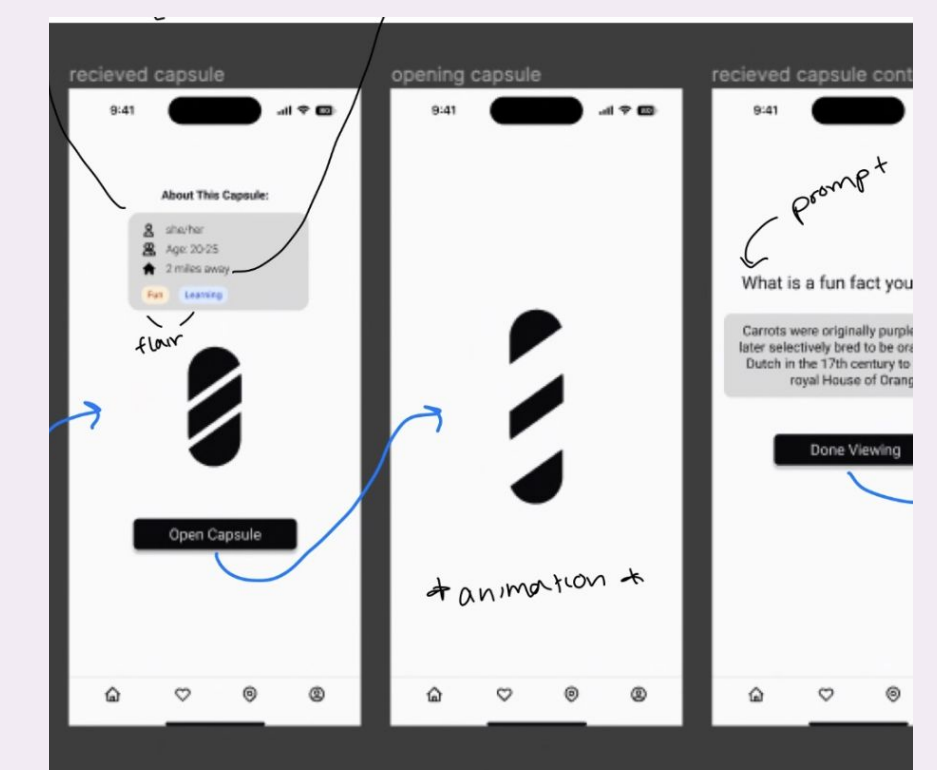 recieved capsule
9:41
About This Capsule:
she/her
Age: 20-25
2 miles away
Fun Learning
flair
Open Capsule
opening capsule
9:41
*animation*
recieved capsule cont
9:41
prompt
What is a fun fact you
Carrots were originally purple
later selectively bred to be ora
Dutch in the 17th century to
royal House of Orang
Done Viewing